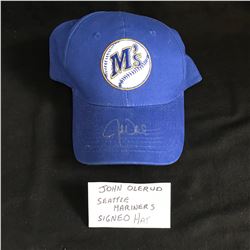 M's
JOHN OLERUD
SEATTLE
MARINERS
SIGNED HAT